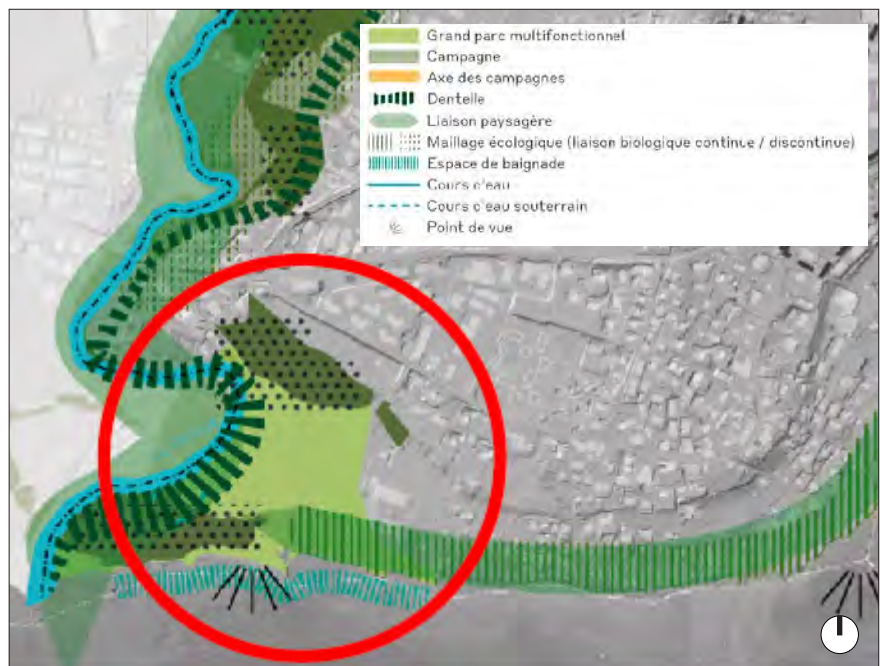 Grand parc multifonctionnel
Campagne
Axe des campagnes
Dentelle
Liaison paysagère
Maillage écologique (liaison biologique continue / discontinue)
Espace de baignade
Cours d'eau
Cours d'eau souterrain
Point de vue